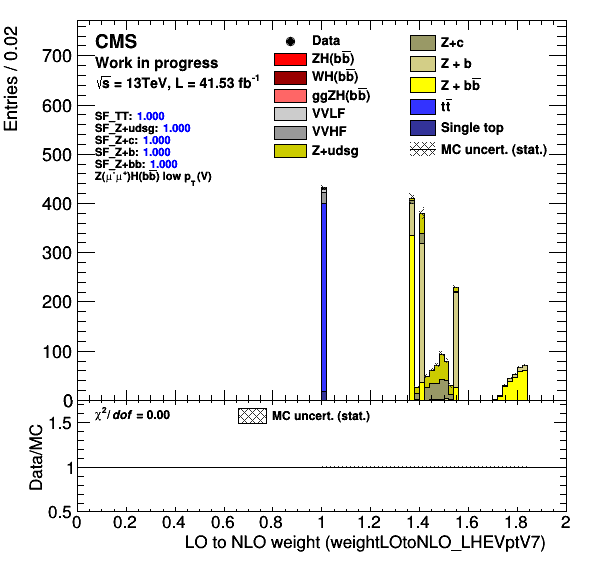 CMS
Work in progress
√s = 13TeV, L = 41.53 fb⁻¹
SF_TT: 1.000
SF_Z+udsg: 1.000
SF_Z+c: 1.000
SF_Z+b: 1.000
SF_Z+bb: 1.000
Z(μ⁻μ⁺)H(bb̅) low p_T(V)
Data
ZH(bb̅)
WH(bb̅)
ggZH(bb̅)
VVLF
VVHF
Z+udsg
Z+c
Z + b
Z + bb̅
tt̅
Single top
MC uncert. (stat.)
Entries / 0.02
700
600
500
400
300
200
100
0
χ²/dof = 0.00
MC uncert. (stat.)
Data/MC
1.5
1
0.5
0 0.2 0.4 0.6 0.8 1 1.2 1.4 1.6 1.8 2
LO to NLO weight (weightLOtoNLO_LHEVptV7)